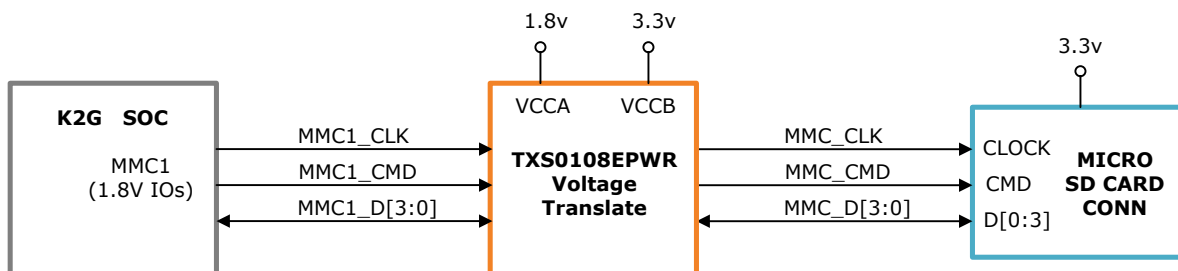 1.8v
3.3v
3.3v
VCCA
VCCB
K2G SOC
MMC1
(1.8V IOs)
MMC1_CLK
MMC1_CMD
MMC1_D[3:0]
TXS0108EPWR
Voltage
Translate
MMC_CLK
MMC_CMD
MMC_D[3:0]
CLOCK
CMD
D[0:3]
MICRO
SD CARD
CONN